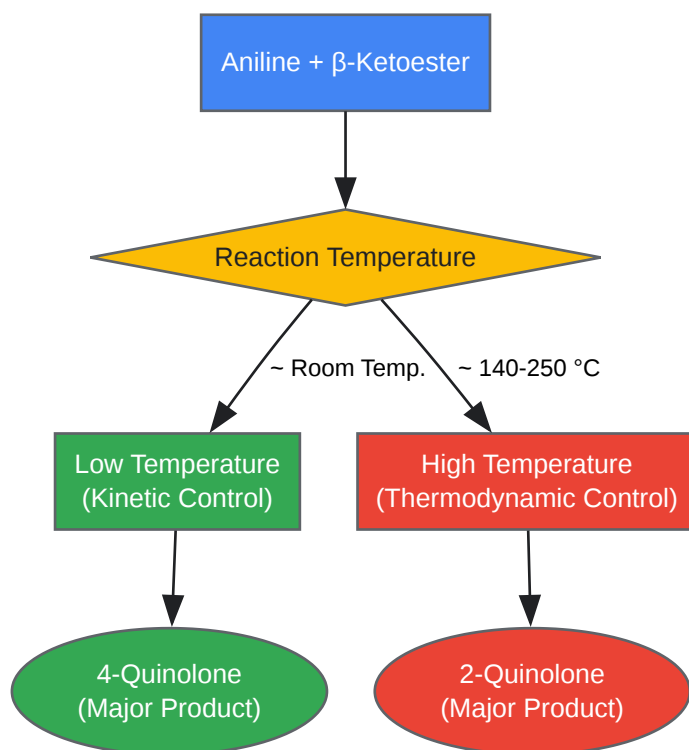 Aniline + β-Ketoester
Reaction Temperature
~ Room Temp.
~ 140-250 °C
Low Temperature
(Kinetic Control)
High Temperature
(Thermodynamic Control)
4-Quinolone
(Major Product)
2-Quinolone
(Major Product)